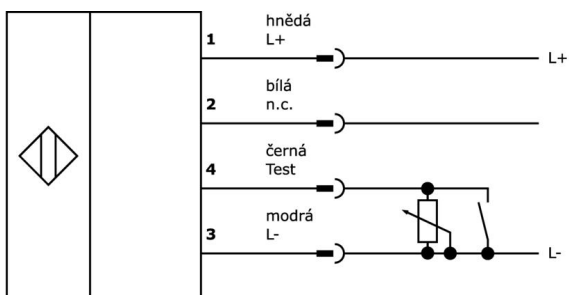 hnědá
1 L+
L+
bílá
2 n.c.
černá
4 Test
modrá
3 L-
L-